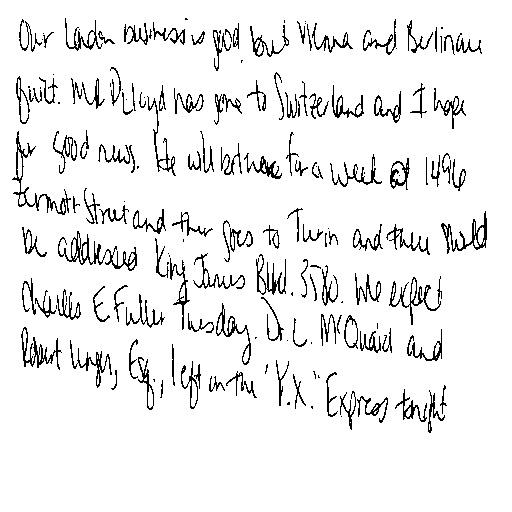 Our London business is good, but Vienna and Berlin are
quiet. Mr. D. Lloyd has gone to Switzerland and I hope
for good news. He will be there for a week at 1496
Zermott Street and then goes to Turin and there should
be addressed King James Blvd. 3580. We expect
Charles E. Fuller Tuesday. Dr. L. McQuaid and
Robert Unger, Esq., left on the "Y.X." Express tonight